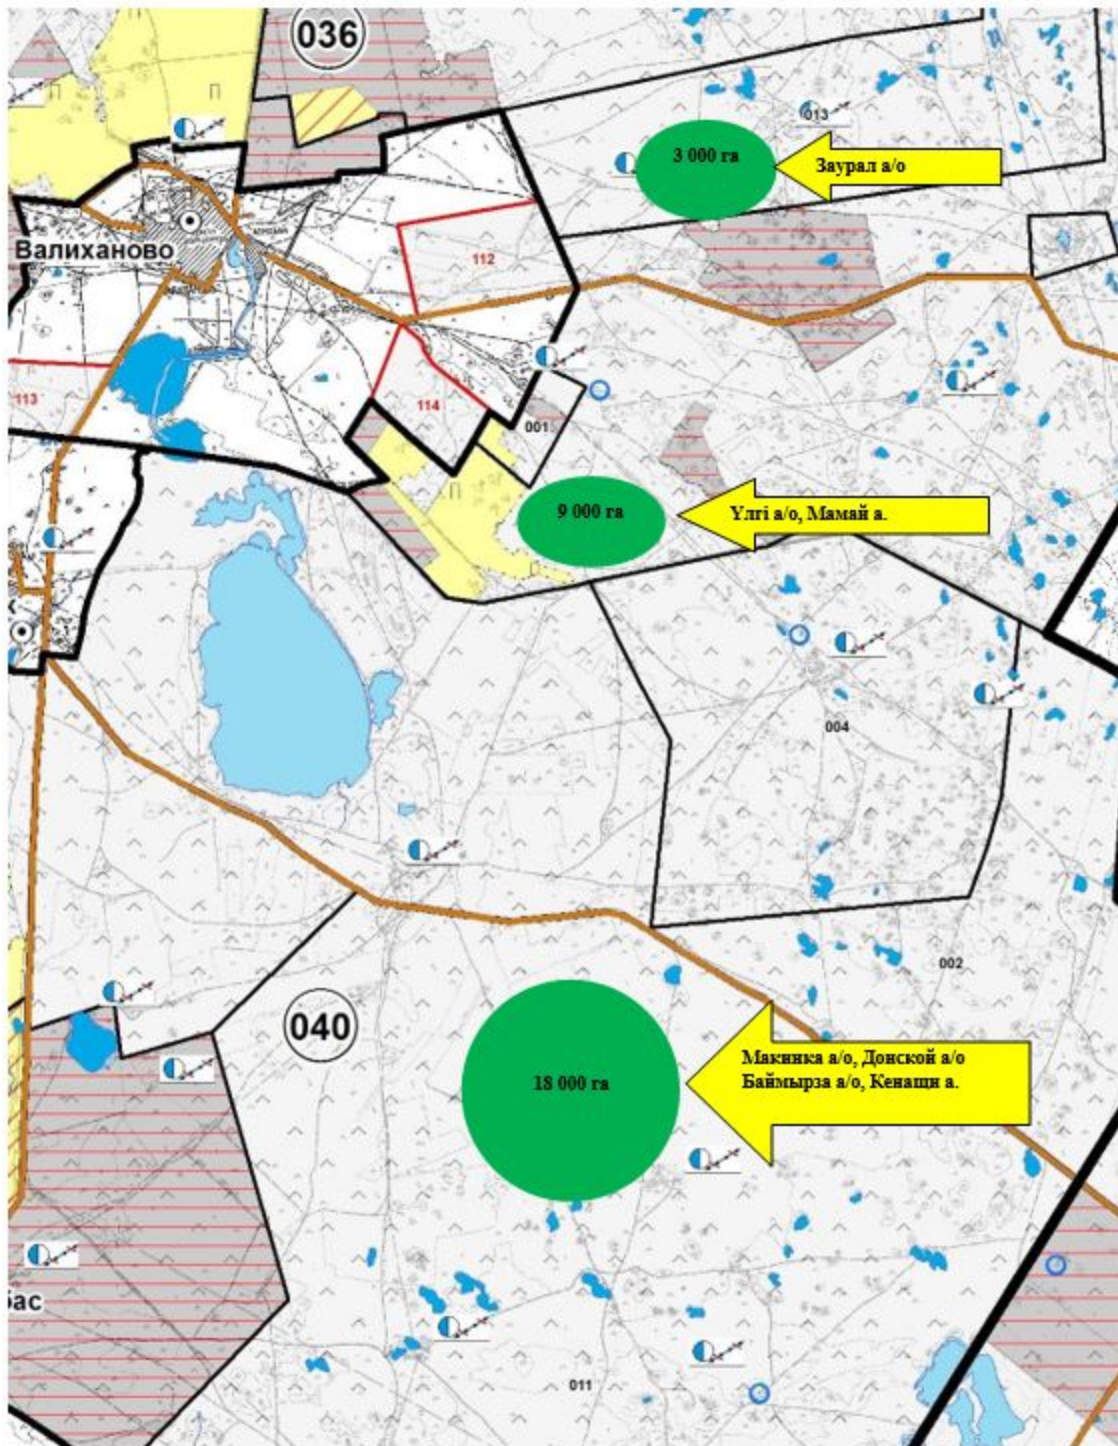 036
013
3 000 га
Заурал а/о
Валиханово
112
113
114
001
9 000 га
Үлгі а/о, Мамай а.
004
002
040
18 000 га
Макинка а/о, Донской а/о
Баймырза а/о, Кенащи а.
бас
011